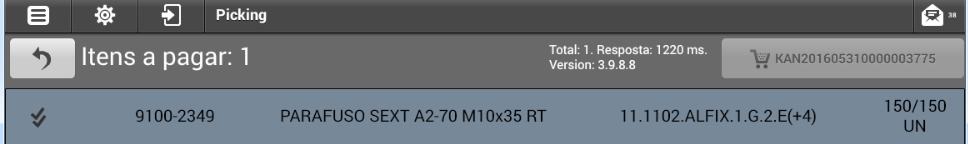 Picking
38
Itens a pagar: 1
Total: 1. Resposta: 1220 ms.
Version: 3.9.8.8
KAN201605310000003775
9100-2349 PARAFUSO SEXT A2-70 M10x35 RT 11.1102.ALFIX.1.G.2.E(+4) 150/150
UN